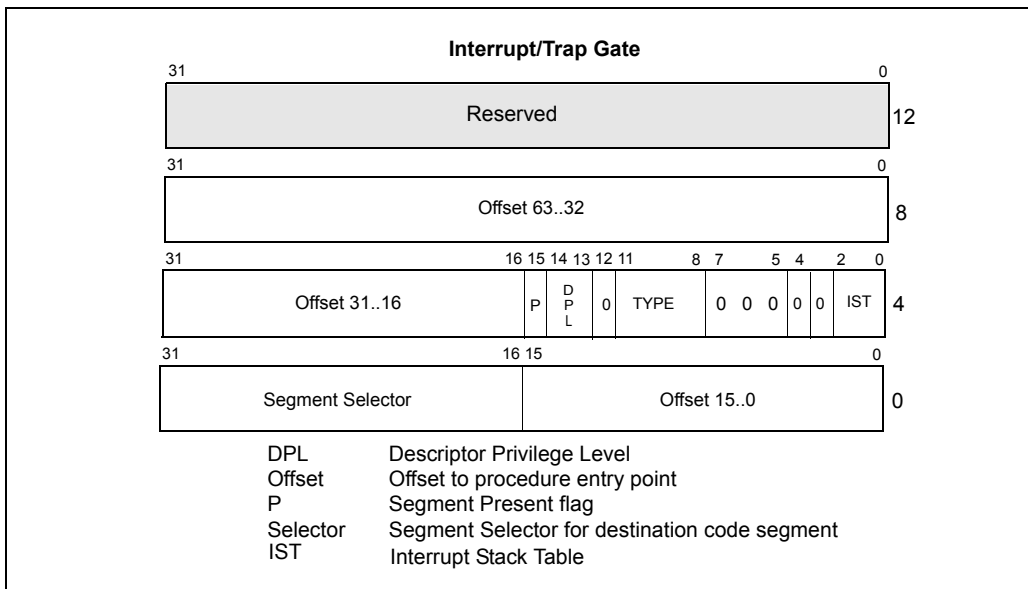 Interrupt/Trap Gate
31 0
Reserved 12
31 0
Offset 63..32 8
31 16 15 14 13 12 11 8 7 5 4 2 0
Offset 31..16 P DPL 0 TYPE 0 0 0 0 0 IST 4
31 16 15 0
Segment Selector Offset 15..0 0
DPL Descriptor Privilege Level
Offset Offset to procedure entry point
P Segment Present flag
Selector Segment Selector for destination code segment
IST Interrupt Stack Table